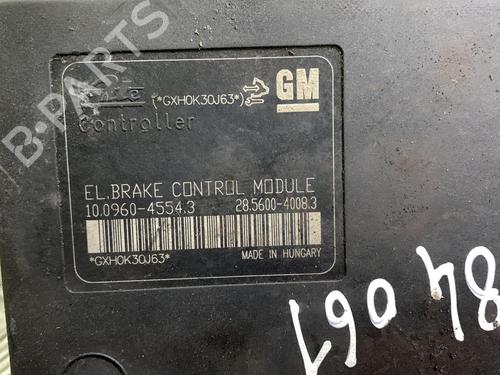 (*GXH0K30J63*) GM
Controller
EL.BRAKE CONTROL MODULE
10.0960-4554.3 28.5600-4008.3
*GXH0K30J63* MADE IN HUNGARY
84061
B-PARTS